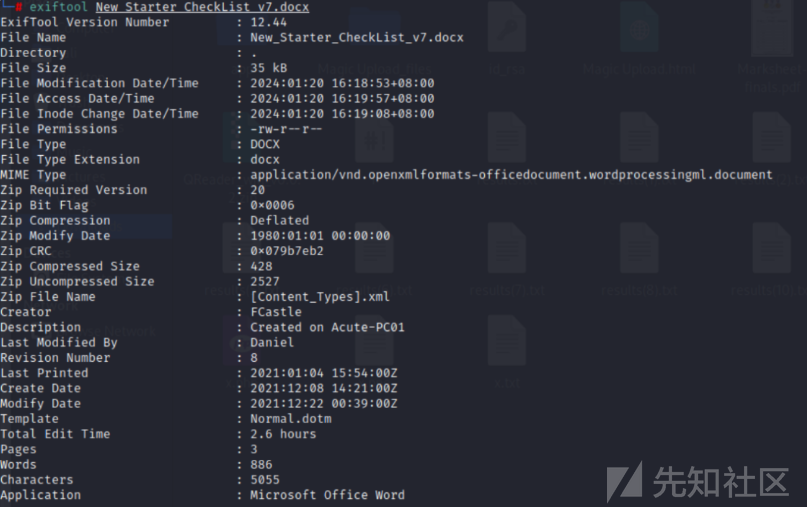 # exiftool New_Starter_CheckList_v7.docx
ExifTool Version Number : 12.44
File Name : New_Starter_CheckList_v7.docx
Directory : .
File Size : 35 kB
File Modification Date/Time : 2024:01:20 16:18:53+08:00
File Access Date/Time : 2024:01:20 16:19:57+08:00
File Inode Change Date/Time : 2024:01:20 16:19:08+08:00
File Permissions : -rw-r--r--
File Type : DOCX
File Type Extension : docx
MIME Type : application/vnd.openxmlformats-officedocument.wordprocessingml.document
Zip Required Version : 20
Zip Bit Flag : 0×0006
Zip Compression : Deflated
Zip Modify Date : 1980:01:01 00:00:00
Zip CRC : 0×079b7eb2
Zip Compressed Size : 428
Zip Uncompressed Size : 2527
Zip File Name : [Content_Types].xml
Creator : FCastle
Description : Created on Acute-PC01
Last Modified By : Daniel
Revision Number : 8
Last Printed : 2021:01:04 15:54:00Z
Create Date : 2021:12:08 14:21:00Z
Modify Date : 2021:12:22 00:39:00Z
Template : Normal.dotm
Total Edit Time : 2.6 hours
Pages : 3
Words : 886
Characters : 5055
Application : Microsoft Office Word
先知社区